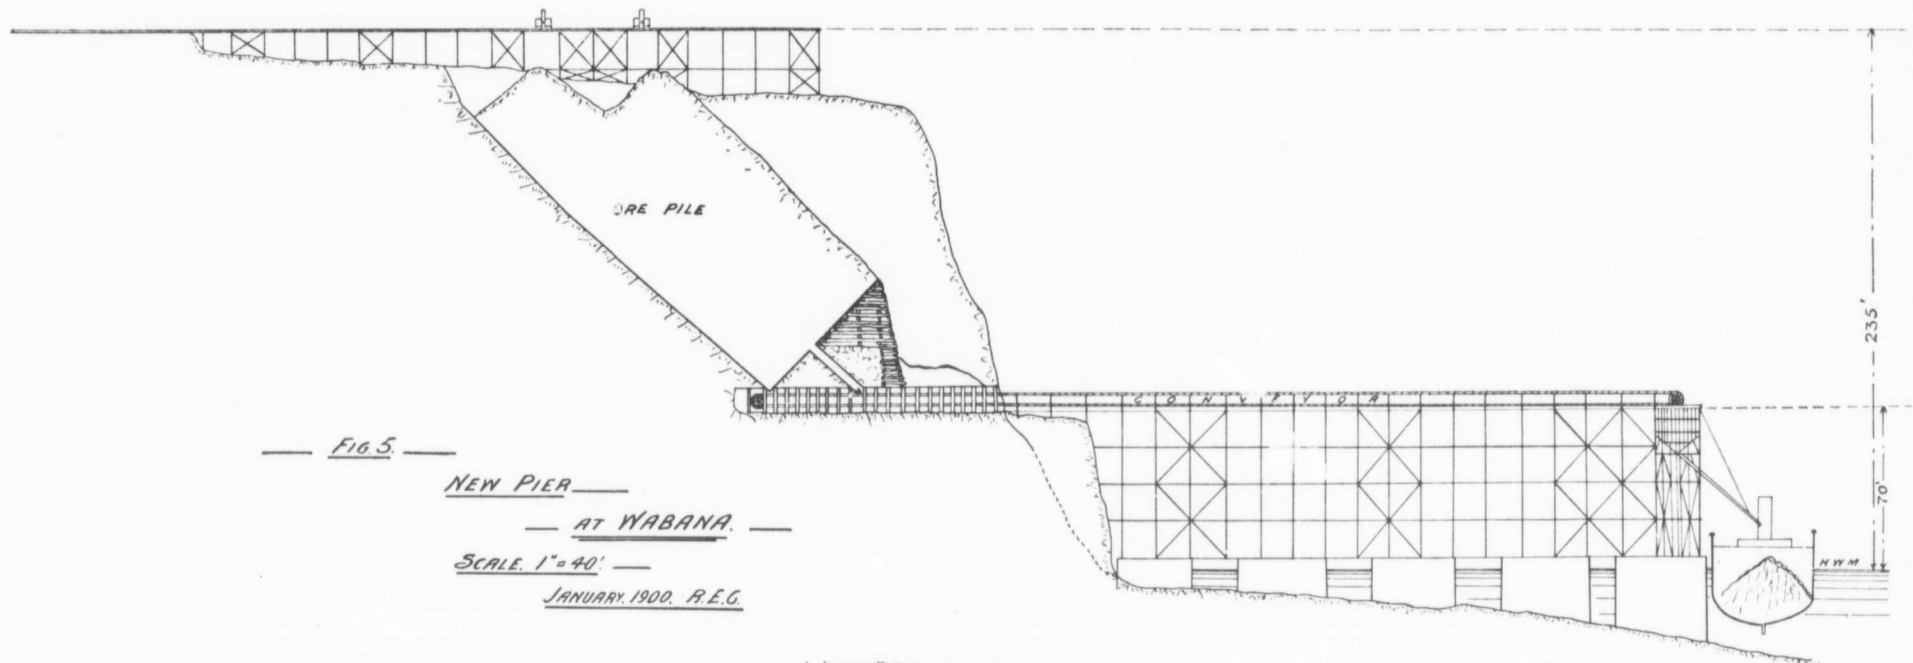 ORE PILE
235'
CONVEYOR
70'
HWM
FIG 5.
NEW PIER
AT WABANA.
SCALE. 1"=40'.
JANUARY. 1900. R.E.C.